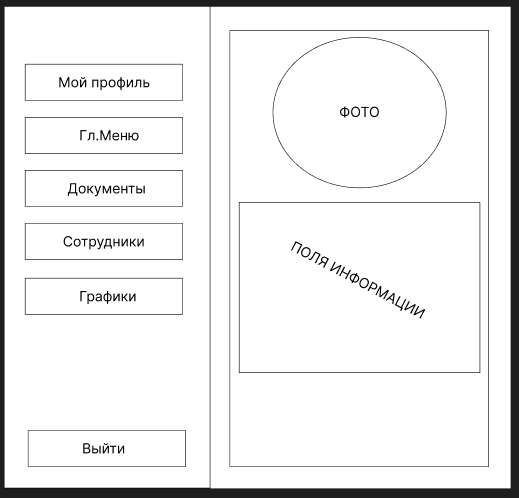 Мой профиль
Гл.Меню
Документы
Сотрудники
Графики
Выйти
ФОТО
ПОЛЯ ИНФОРМАЦИИ